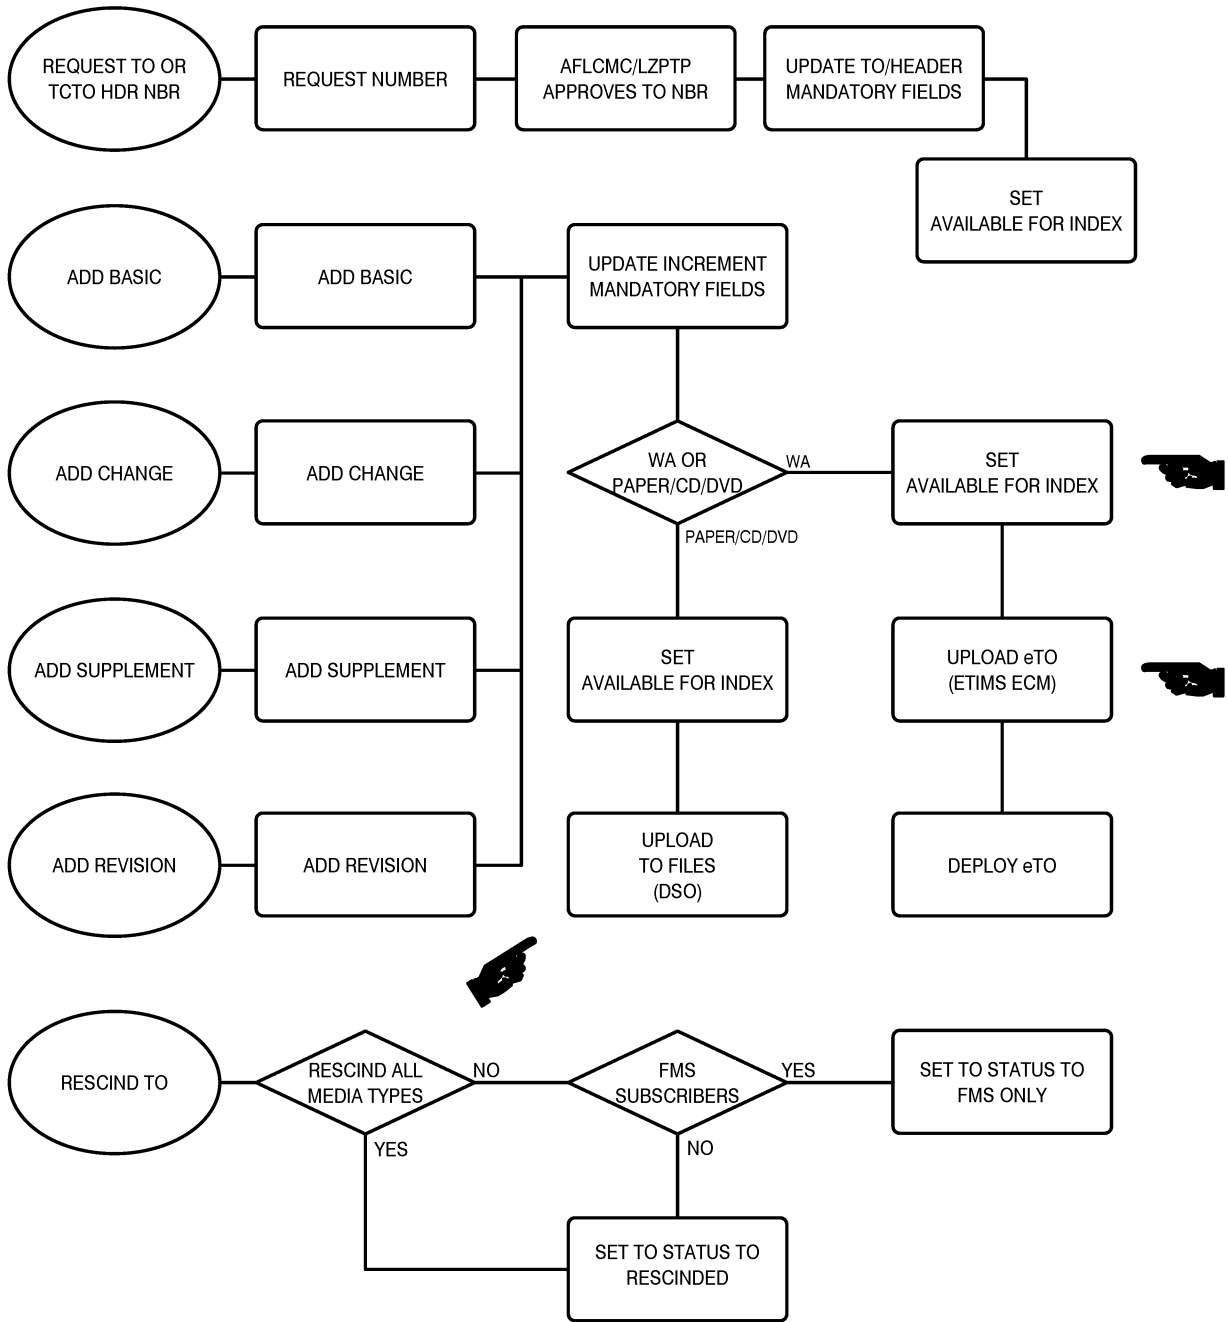 REQUEST TO OR
TCTO HDR NBR
REQUEST NUMBER
AFLCMC/LZPTP
APPROVES TO NBR
UPDATE TO/HEADER
MANDATORY FIELDS
SET
AVAILABLE FOR INDEX
ADD BASIC
ADD BASIC
UPDATE INCREMENT
MANDATORY FIELDS
ADD CHANGE
ADD CHANGE
WA OR
PAPER/CD/DVD
WA
SET
AVAILABLE FOR INDEX
PAPER/CD/DVD
ADD SUPPLEMENT
ADD SUPPLEMENT
SET
AVAILABLE FOR INDEX
UPLOAD eTO
(ETIMS ECM)
ADD REVISION
ADD REVISION
UPLOAD
TO FILES
(DSO)
DEPLOY eTO
RESCIND TO
RESCIND ALL
MEDIA TYPES
NO
FMS
SUBSCRIBERS
YES
SET TO STATUS TO
FMS ONLY
YES
NO
SET TO STATUS TO
RESCINDED